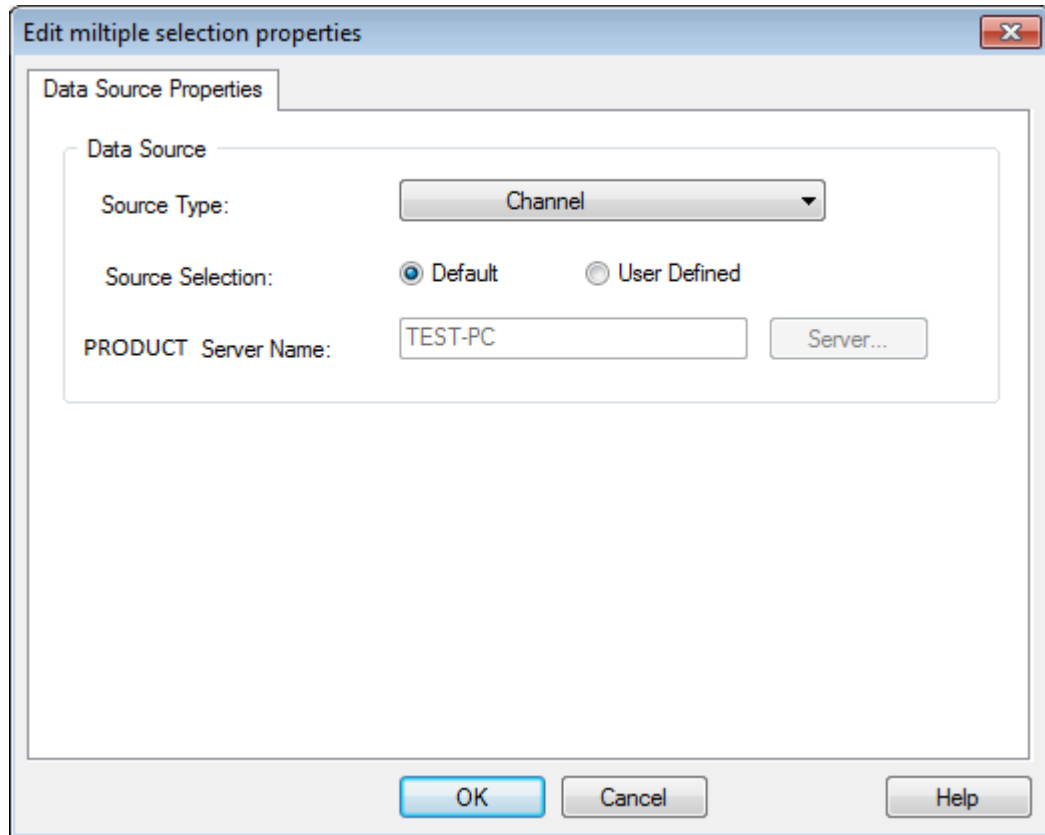 Edit miltiple selection properties
Data Source Properties
Data Source
Source Type: Channel
Source Selection: Default User Defined
PRODUCT Server Name: TEST-PC Server...
OK Cancel Help